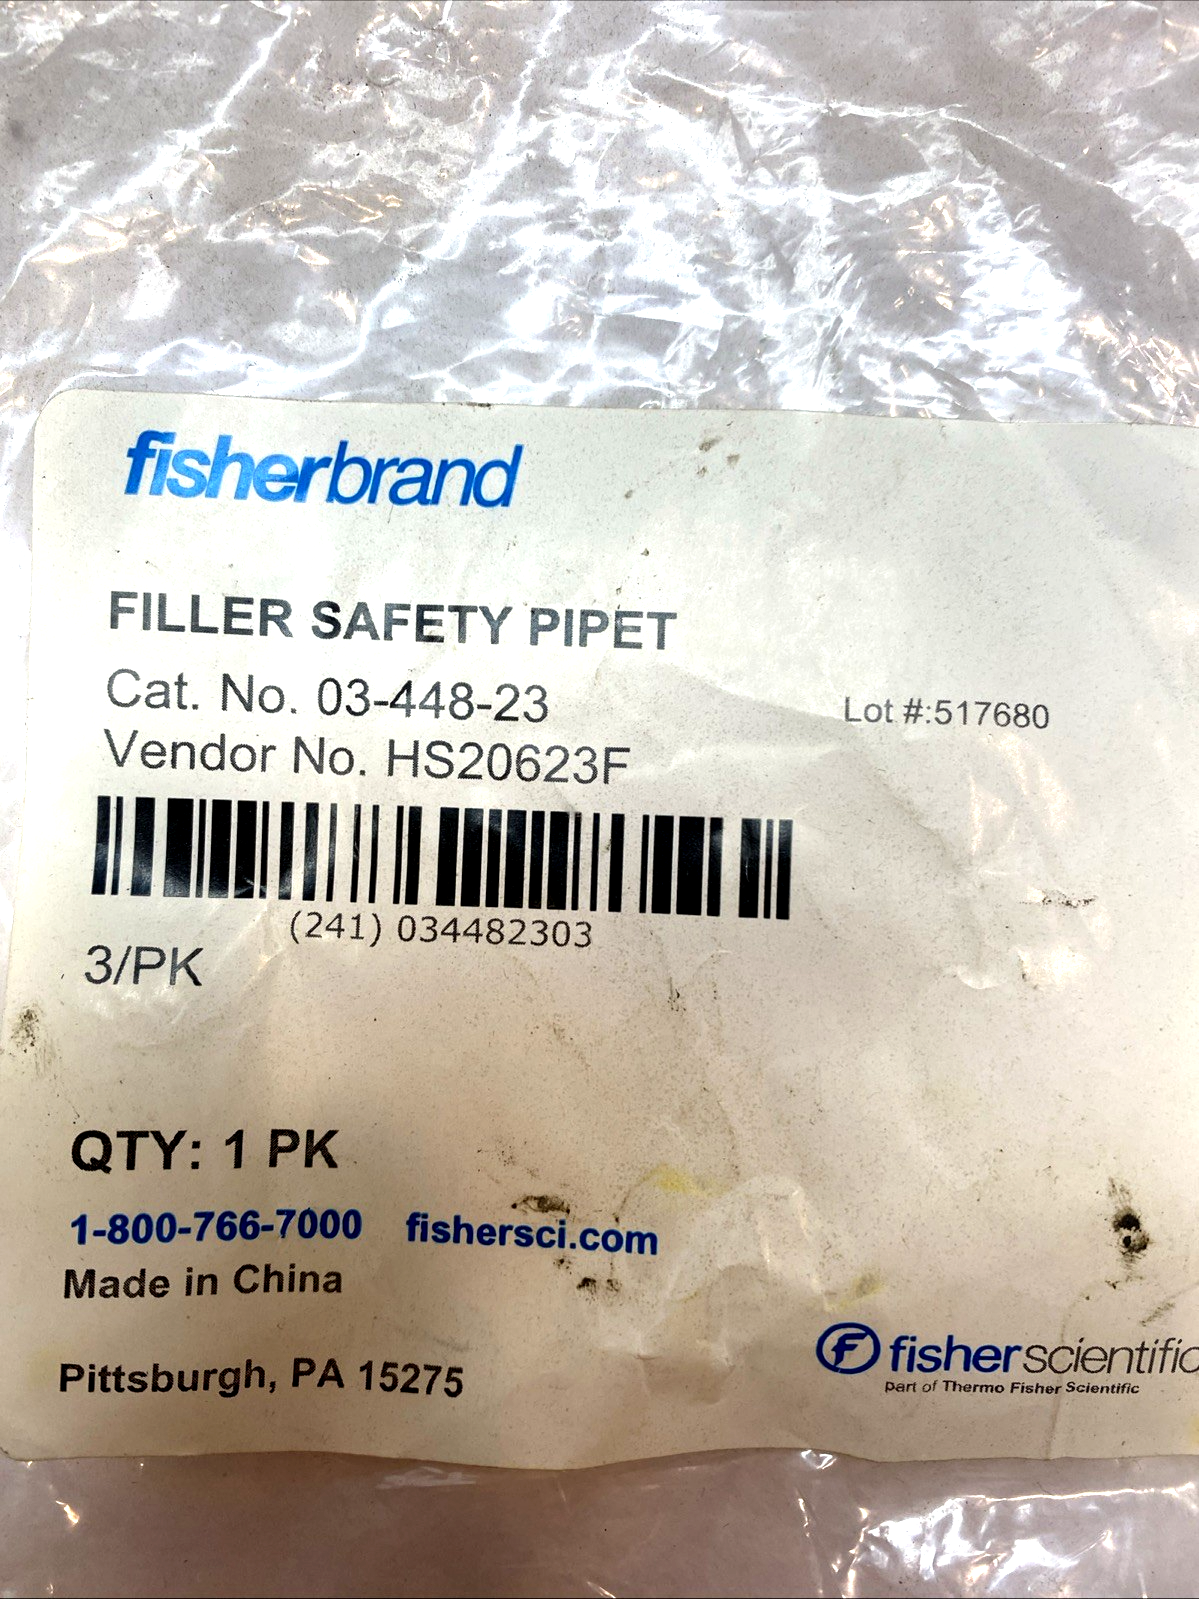 fisherbrand
FILLER SAFETY PIPET
Cat. No. 03-448-23
Lot #:517680
Vendor No. HS20623F
(241) 034482303
3/PK
QTY: 1 PK
1-800-766-7000 fishersci.com
Made in China
Pittsburgh, PA 15275
F fisherscientific
part of Thermo Fisher Scientific